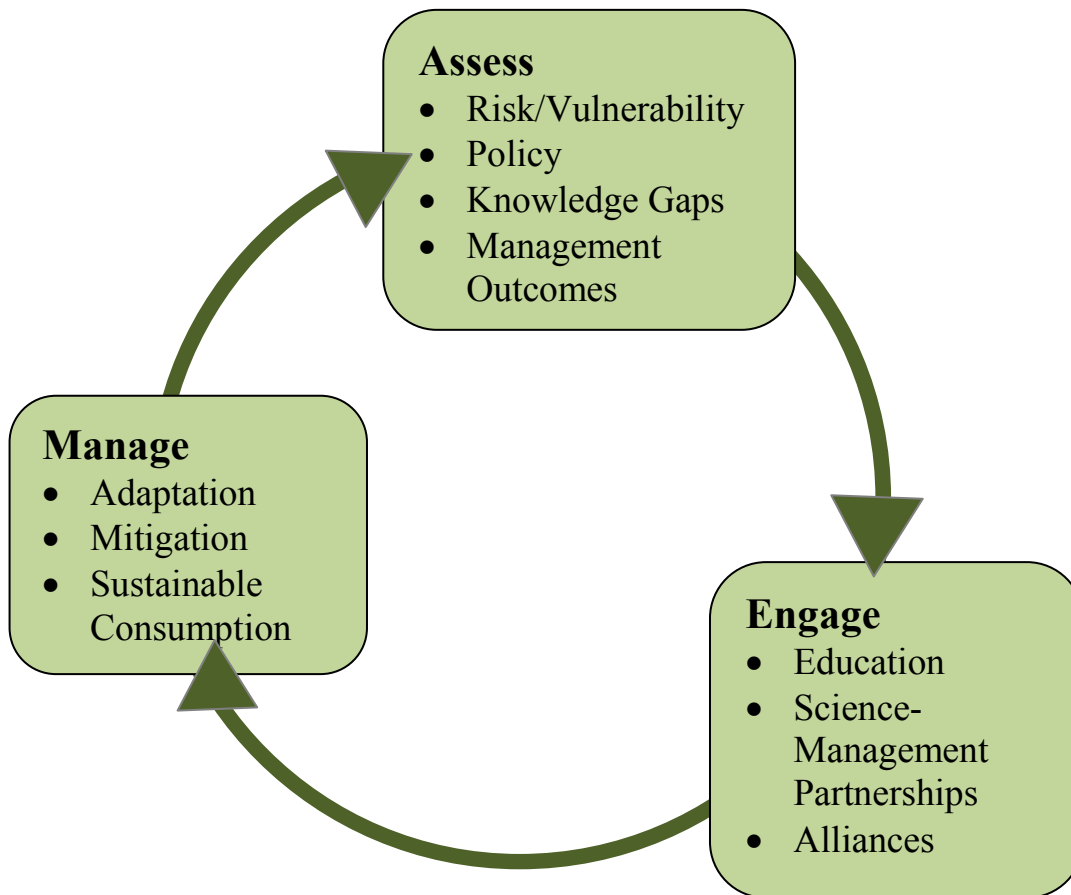 Assess
• Risk/Vulnerability
• Policy
• Knowledge Gaps
• Management
Outcomes
Engage
• Education
• Science-
Management
Partnerships
• Alliances
Manage
• Adaptation
• Mitigation
• Sustainable
Consumption